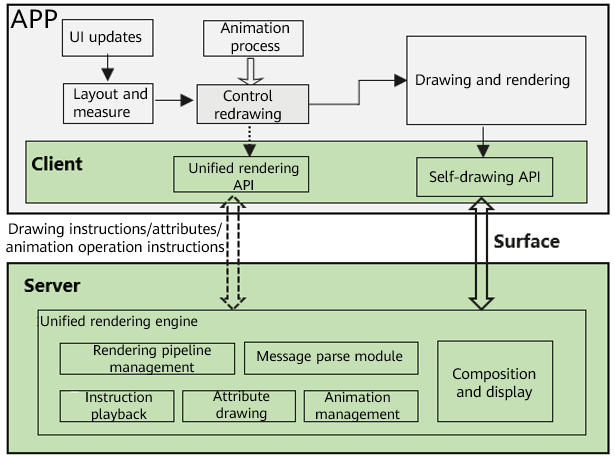 APP
UI updates
Animation
process
Layout and
measure
Control
redrawing
Drawing and rendering
Client
Unified rendering
API
Self-drawing API
Drawing instructions/attributes/
animation operation instructions
Surface
Server
Unified rendering engine
Rendering pipeline
management
Message parse module
Composition
and display
Instruction
playback
Attribute
drawing
Animation
management